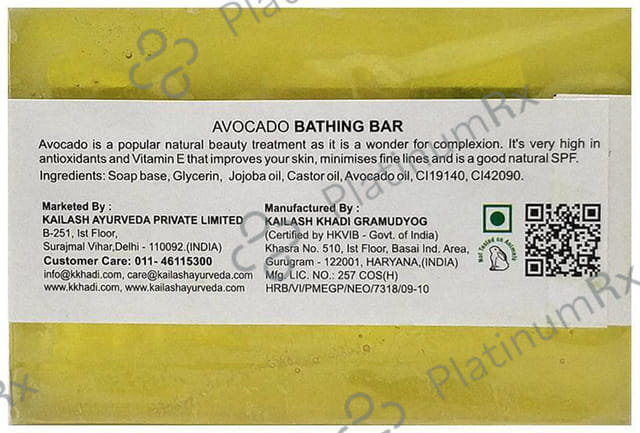 AVOCADO BATHING BAR
Avocado is a popular natural beauty treatment as it is a wonder for complexion. It's very high in
antioxidants and Vitamin E that improves your skin, minimises fine lines and is a good natural SPF.
Ingredients: Soap base, Glycerin, Jojoba oil, Castor oil, Avocado oil, CI19140, CI42090.
Marketed By :
KAILASH AYURVEDA PRIVATE LIMITED
B-251, Ist Floor,
Surajmal Vihar,Delhi - 110092.(INDIA)
Customer Care: 011- 46115300
info@kkhadi.com, care@kailashayurveda.com
www.kkhadi.com, www.kailashayurveda.com
Manufactured By :
KAILASH KHADI GRAMUDYOG
(Certified by HKVIB - Govt. of India)
Khasra No. 510, Ist Floor, Basai Ind. Area,
Gurugram - 122001, HARYANA,(INDIA)
Mfg LIC. NO.: 257 COS(H)
HRB/VI/PMEGP/NEO/7318/09-10
Not Tested on Animals
PlatinumRx
PlatinumRx